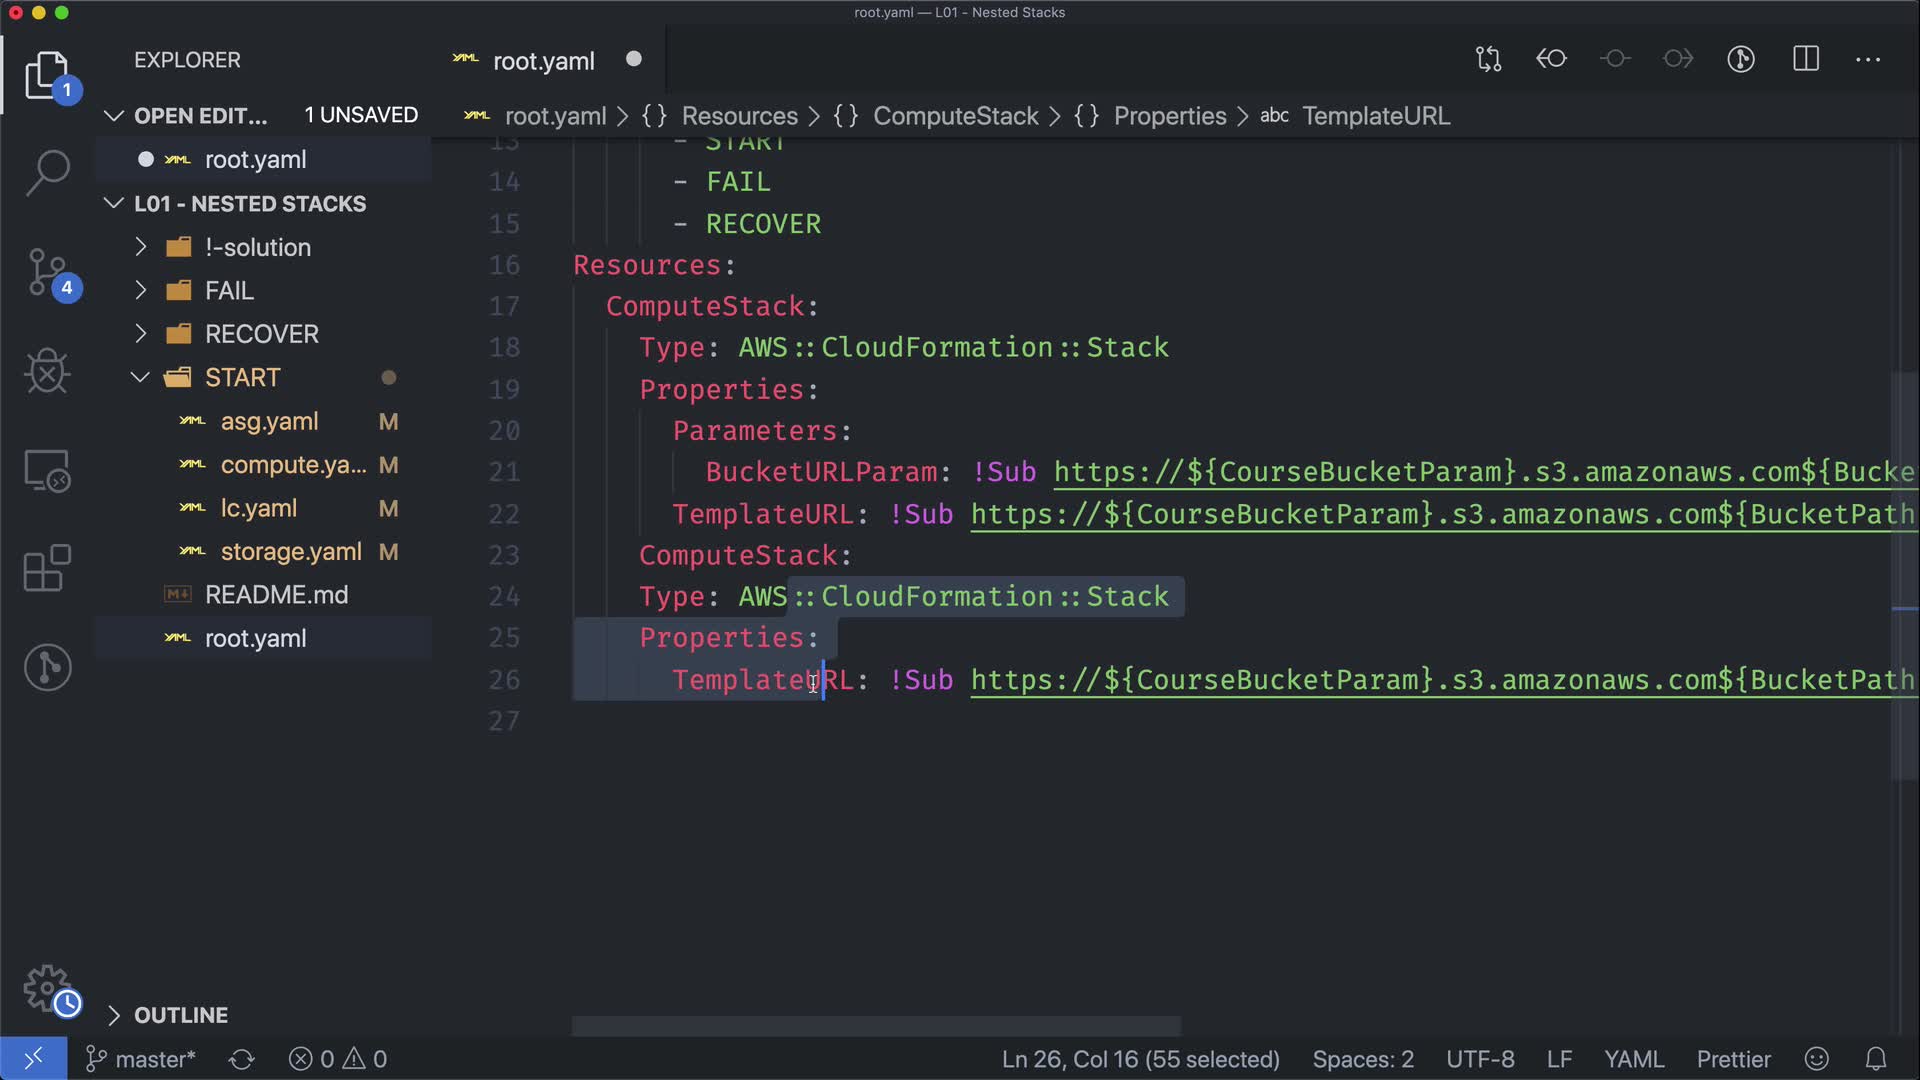 root.yaml — L01 - Nested Stacks
EXPLORER
root.yaml
1
OPEN EDIT... 1 UNSAVED
root.yaml > {} Resources > {} ComputeStack > {} Properties > abc TemplateURL
root.yaml
L01 - NESTED STACKS
!-solution
FAIL
RECOVER
START
asg.yaml M
compute.ya... M
lc.yaml M
storage.yaml M
README.md
root.yaml
4
OUTLINE
13 - START
14 - FAIL
15 - RECOVER
16 Resources:
17 ComputeStack:
18 Type: AWS::CloudFormation::Stack
19 Properties:
20 Parameters:
21 BucketURLParam: !Sub https://${CourseBucketParam}.s3.amazonaws.com${Bucke
22 TemplateURL: !Sub https://${CourseBucketParam}.s3.amazonaws.com${BucketPath
23 ComputeStack:
24 Type: AWS::CloudFormation::Stack
25 Properties:
26 TemplateURL: !Sub https://${CourseBucketParam}.s3.amazonaws.com${BucketPath
27
master* 0 0 Ln 26, Col 16 (55 selected) Spaces: 2 UTF-8 LF YAML Prettier